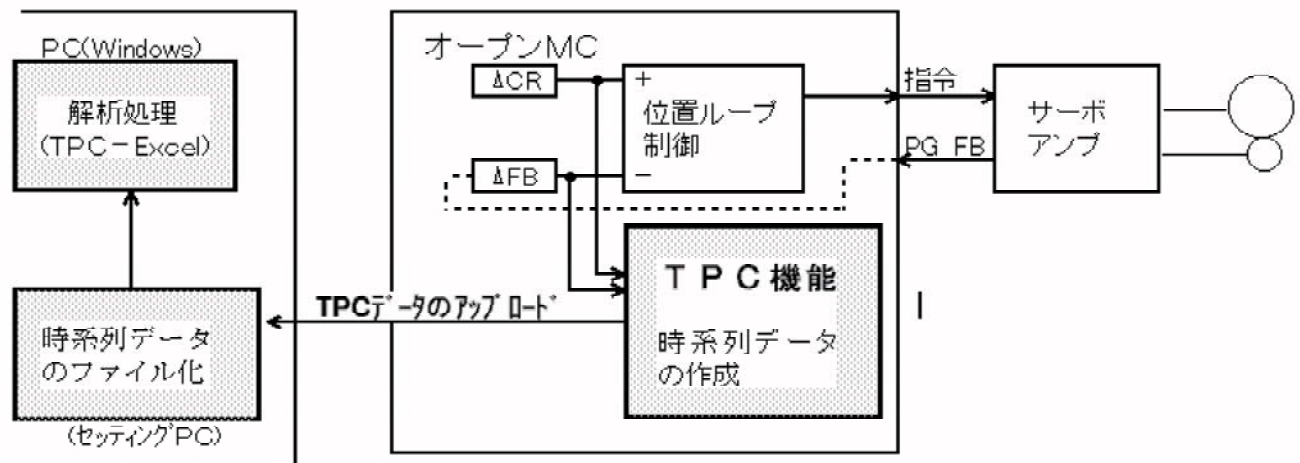 PC(Windows)
解析処理
(TPC-Excel)
時系列データ
のファイル化
(セッティングPC)
TPCデータのアップロード
オープンMC
ΔCR
ΔFB
+
位置ループ
制御
-
TPC機能
時系列データ
の作成
指令
PG FB
サーボ
アンプ